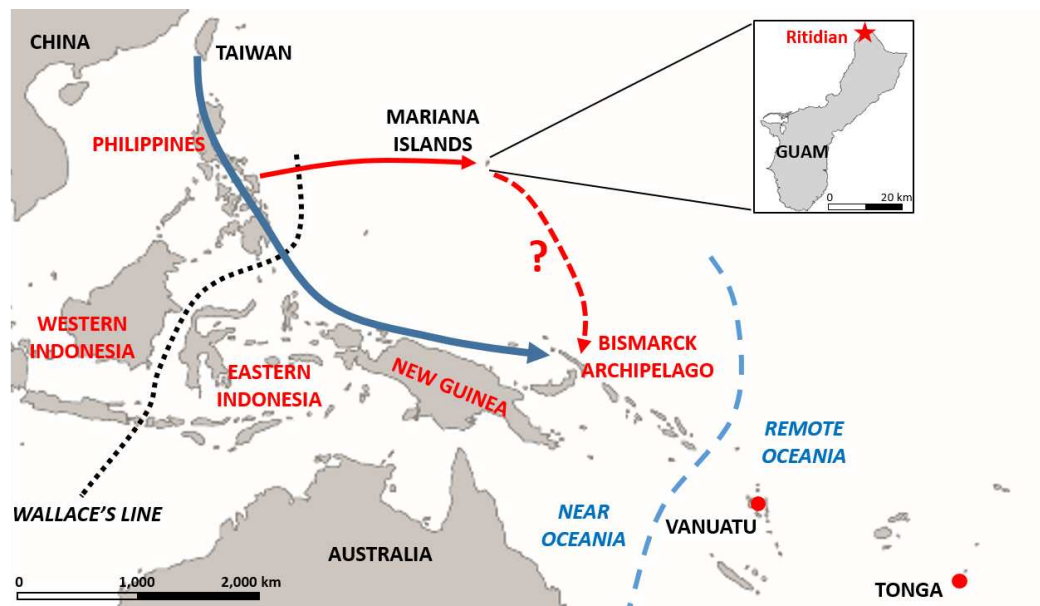 CHINA
TAIWAN
Ritidian
MARIANA
ISLANDS
PHILIPPINES
GUAM
0 20 km
?
WESTERN
INDONESIA
BISMARCK
ARCHIPELAGO
EASTERN
INDONESIA
NEW GUINEA
REMOTE
OCEANIA
WALLACE'S LINE
NEAR
OCEANIA
VANUATU
AUSTRALIA
0 1,000 2,000 km
TONGA